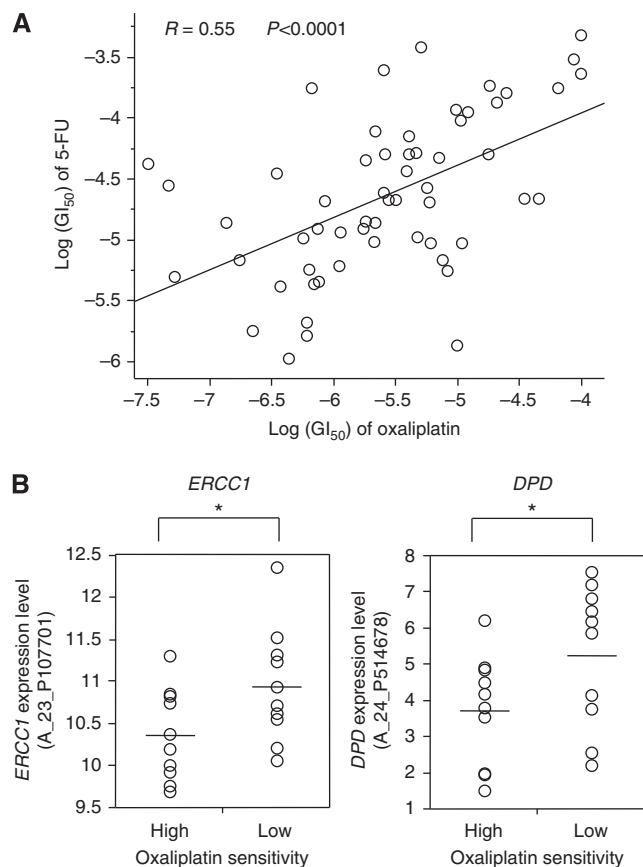 A
R = 0.55 P<0.0001
Log (GI50) of 5-FU
−3.5
−4
−4.5
−5
−5.5
−6
−7.5 −7 −6.5 −6 −5.5 −5 −4.5 −4
Log (GI50) of oxaliplatin
B
ERCC1
*
ERCC1 expression level
(A_23_P107701)
12.5
12
11.5
11
10.5
10
9.5
High Low
Oxaliplatin sensitivity
DPD
*
DPD expression level
(A_24_P514678)
8
7
6
5
4
3
2
1
High Low
Oxaliplatin sensitivity